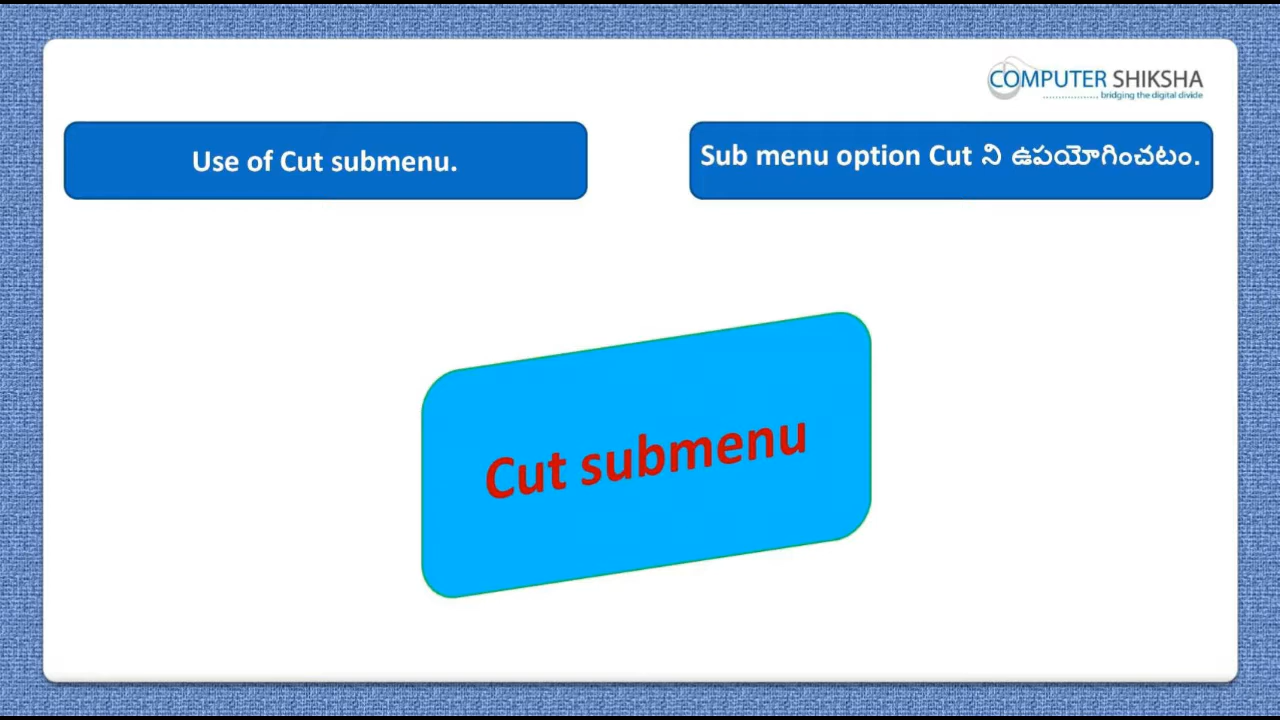 COMPUTER SHIKSHA
bridging the digital divide
Use of Cut submenu.
Sub menu option Cut ని ఉపయోగించటం.
Cut submenu